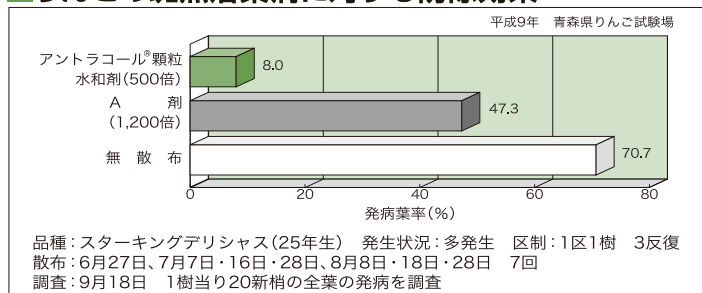 平成9年 青森県りんご試験場
アントラコール®顆粒
水和剤(500倍)
8.0
A 剤
(1,200倍)
47.3
無 散 布
70.7
0 20 40 60 80
発病葉率(%)
品種：スターキングデリシャス(25年生) 発生状況：多発生 区制：1区1樹 3反復
散布：6月27日、7月7日・16日・28日、8月8日・18日・28日 7回
調査：9月18日 1樹当り20新梢の全葉の発病を調査